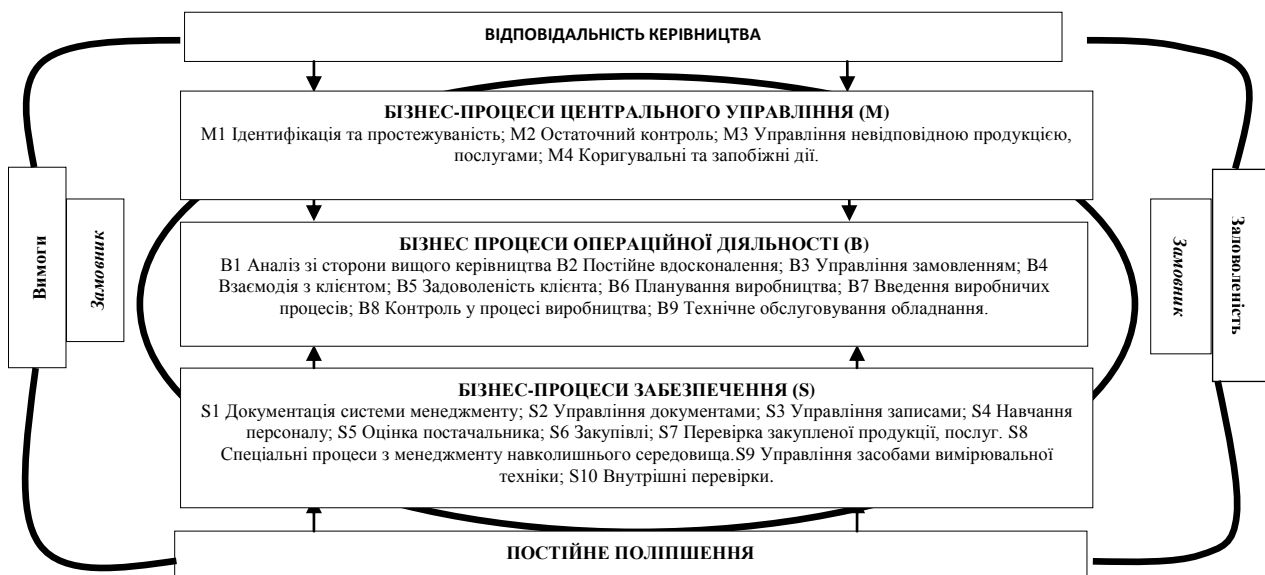 ВІДПОВІДАЛЬНІСТЬ КЕРІВНИЦТВА
БІЗНЕС-ПРОЦЕСИ ЦЕНТРАЛЬНОГО УПРАВЛІННЯ (М)
М1 Ідентифікація та простежуваність; М2 Остаточний контроль; М3 Управління невідповідною продукцією,
послугами; М4 Коригувальні та запобіжні дії.
Вимоги
Замовник
БІЗНЕС ПРОЦЕСИ ОПЕРАЦІЙНОЇ ДІЯЛЬНОСТІ (В)
В1 Аналіз зі сторони вищого керівництва В2 Постійне вдосконалення; В3 Управління замовленням; В4
Взаємодія з клієнтом; В5 Задоволеність клієнта; В6 Планування виробництва; В7 Введення виробничих
процесів; В8 Контроль у процесі виробництва; В9 Технічне обслуговування обладнання.
Замовник
Задоволеність
БІЗНЕС-ПРОЦЕСИ ЗАБЕЗПЕЧЕННЯ (S)
S1 Документація системи менеджменту; S2 Управління документами; S3 Управління записами; S4 Навчання
персоналу; S5 Оцінка постачальника; S6 Закупівлі; S7 Перевірка закупленої продукції, послуг. S8
Спеціальні процеси з менеджменту навколишнього середовища.S9 Управління засобами вимірювальної
техніки; S10 Внутрішні перевірки.
ПОСТІЙНЕ ПОЛІПШЕННЯ